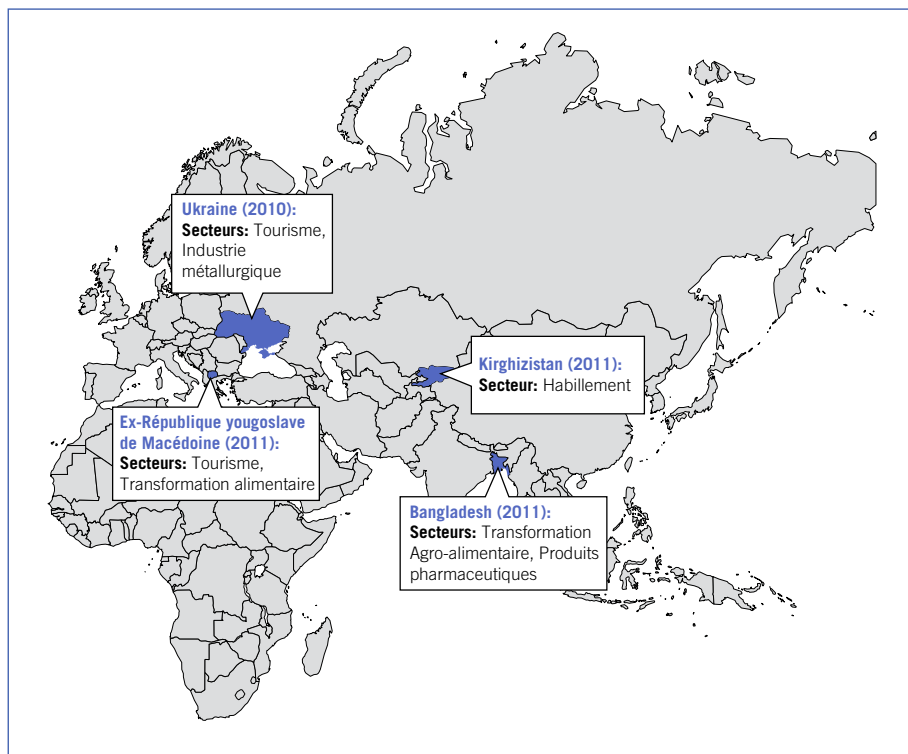 Ukraine (2010):
Secteurs: Tourisme,
Industrie
métallurgique
Kirghizistan (2011):
Secteur: Habillement
Ex-République yougoslave
de Macédoine (2011):
Secteurs: Tourisme,
Transformation alimentaire
Bangladesh (2011):
Secteurs: Transformation
Agro-alimentaire, Produits
pharmaceutiques